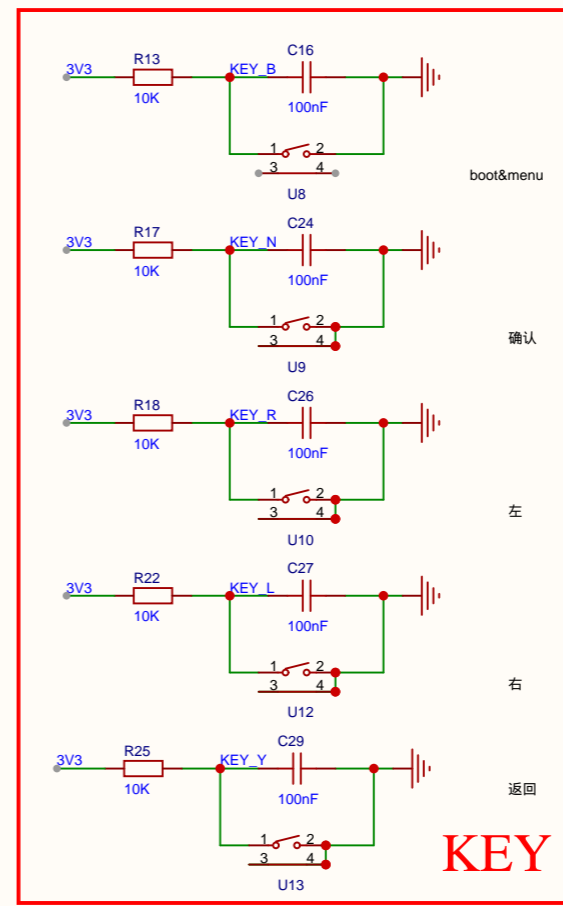 C16
3V3 R13 KEY_B
10K 100nF
1 2
3 4
U8
boot&menu
C24
3V3 R17 KEY_N
10K 100nF
1 2
3 4
U9
确认
C26
3V3 R18 KEY_R
10K 100nF
1 2
3 4
U10
左
C27
3V3 R22 KEY_L
10K 100nF
1 2
3 4
U12
右
C29
3V3 R25 KEY_Y
10K 100nF
1 2
3 4
U13
返回
KEY